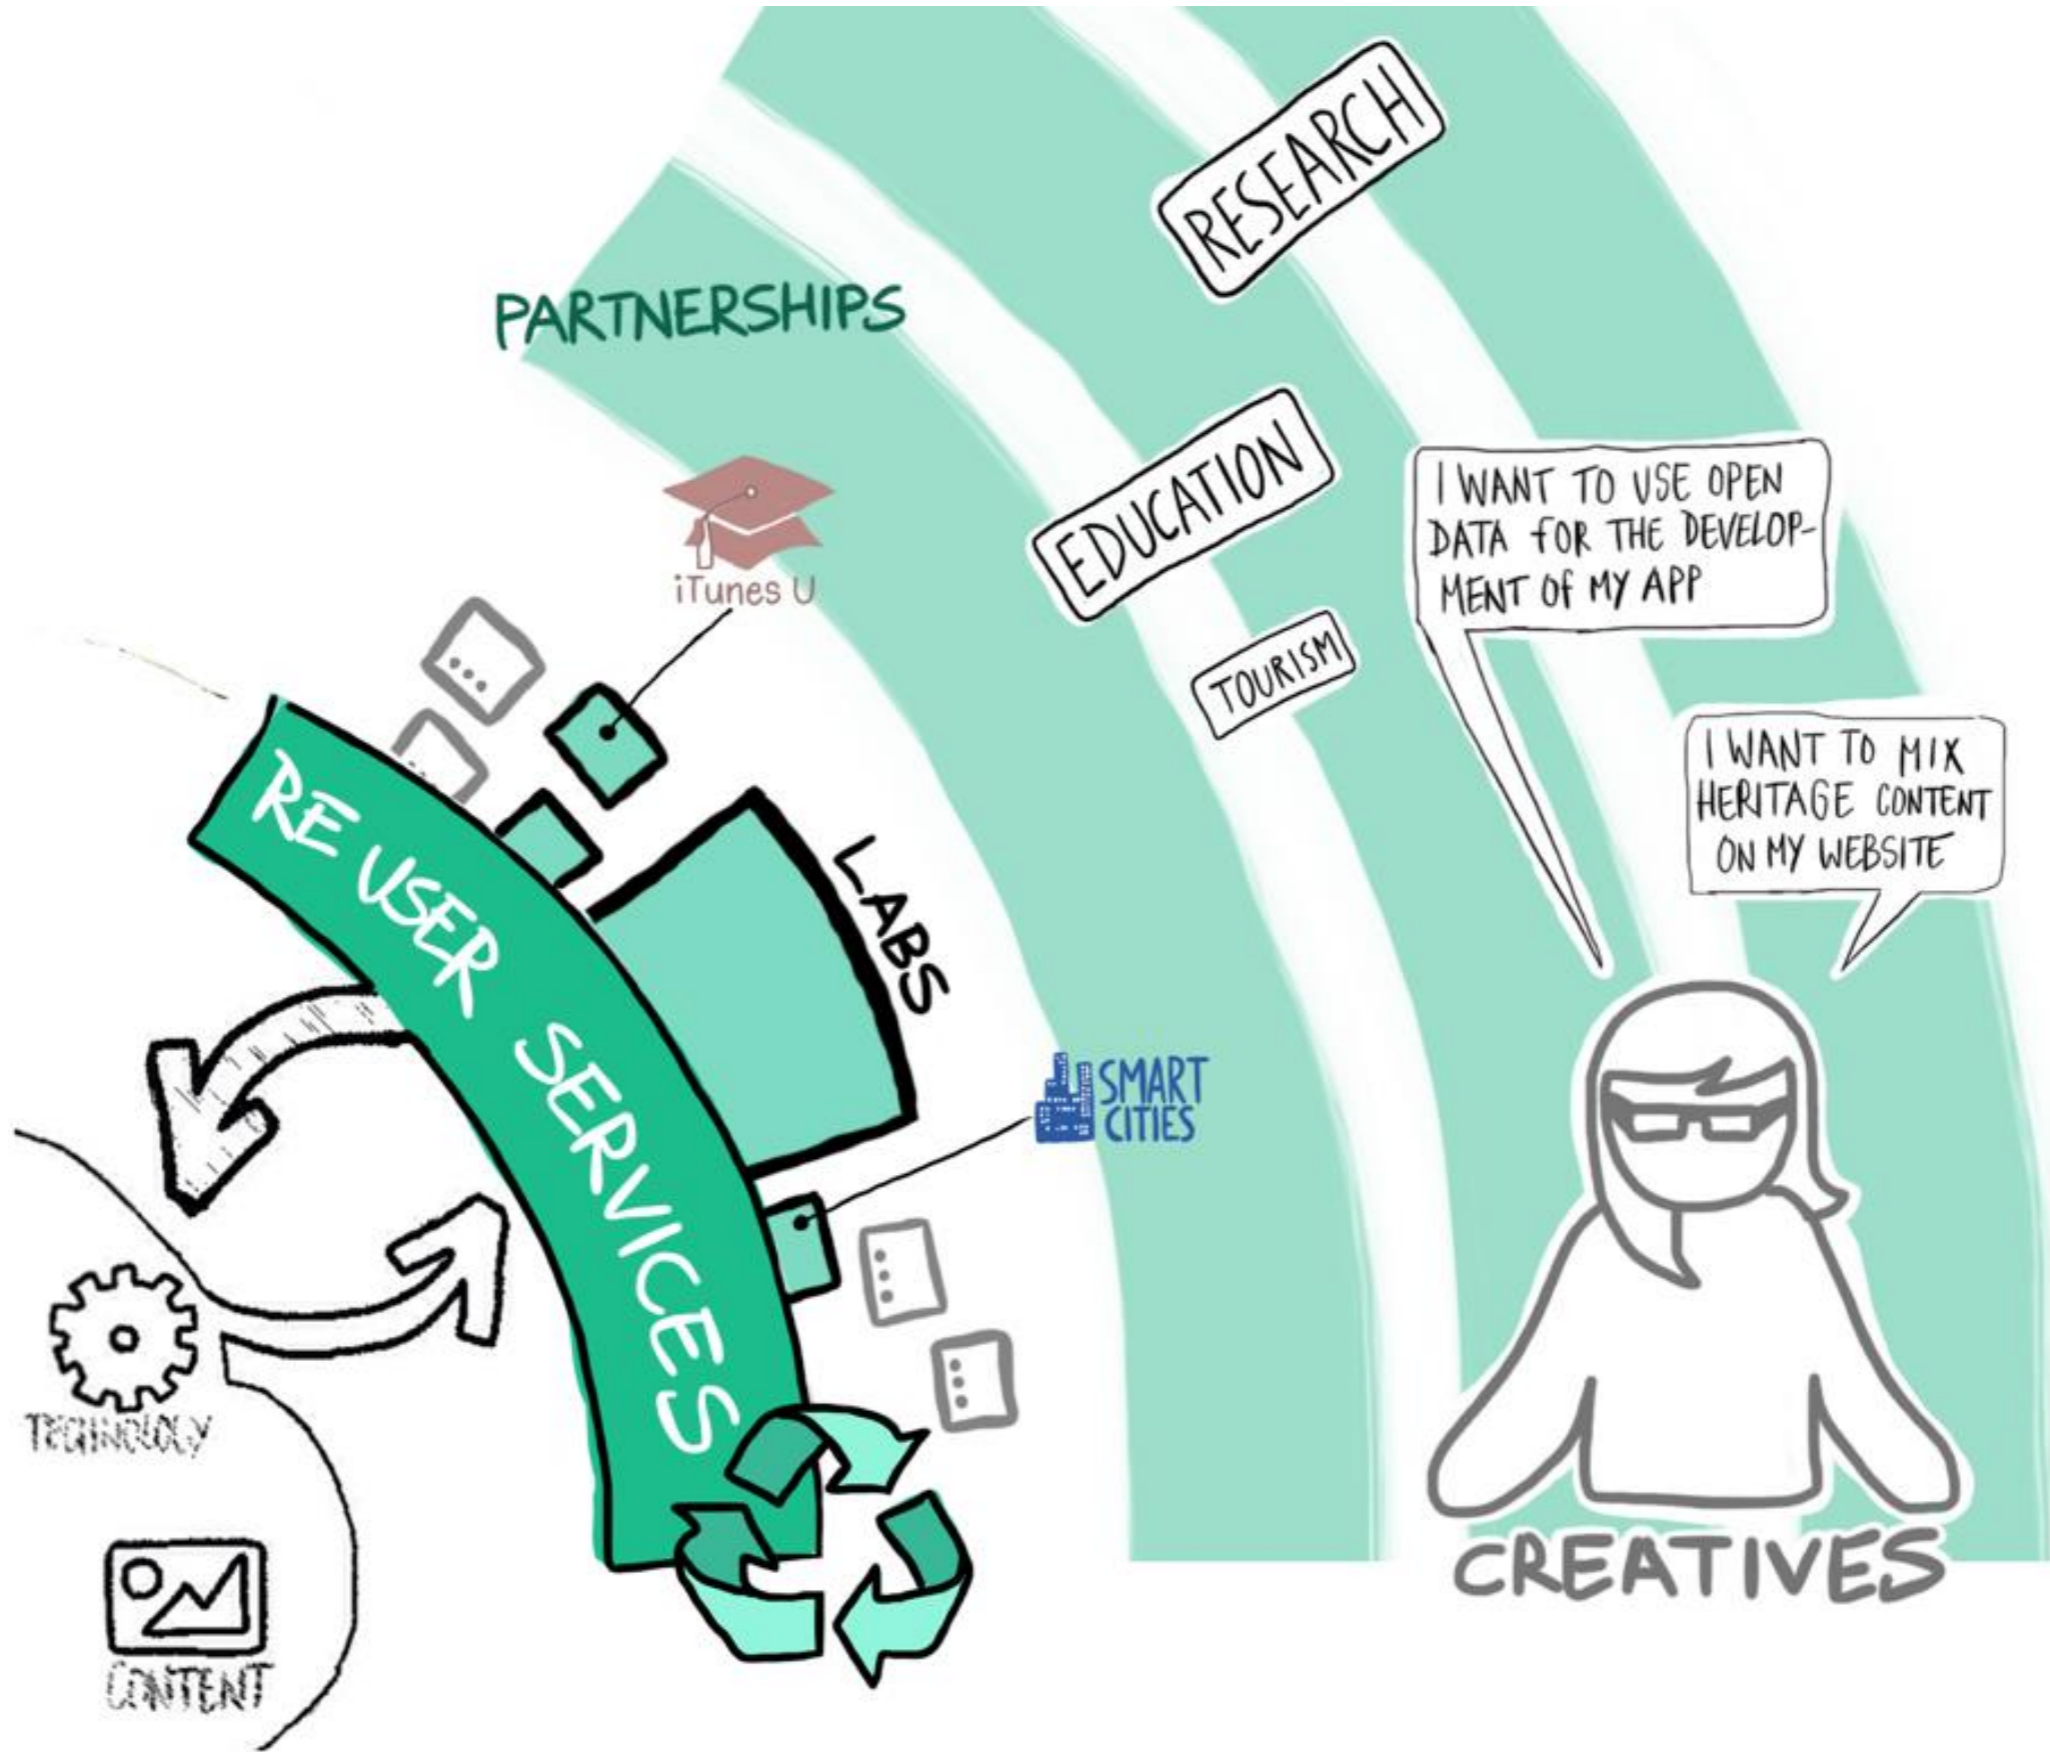 RESEARCH
PARTNERSHIPS
EDUCATION
iTunes U
TOURISM
I WANT TO USE OPEN
DATA FOR THE DEVELOP-
MENT OF MY APP
I WANT TO MIX
HERITAGE CONTENT
ON MY WEBSITE
RE USER SERVICES
LABS
SMART
CITIES
TECHNOLOGY
CONTENT
CREATIVES